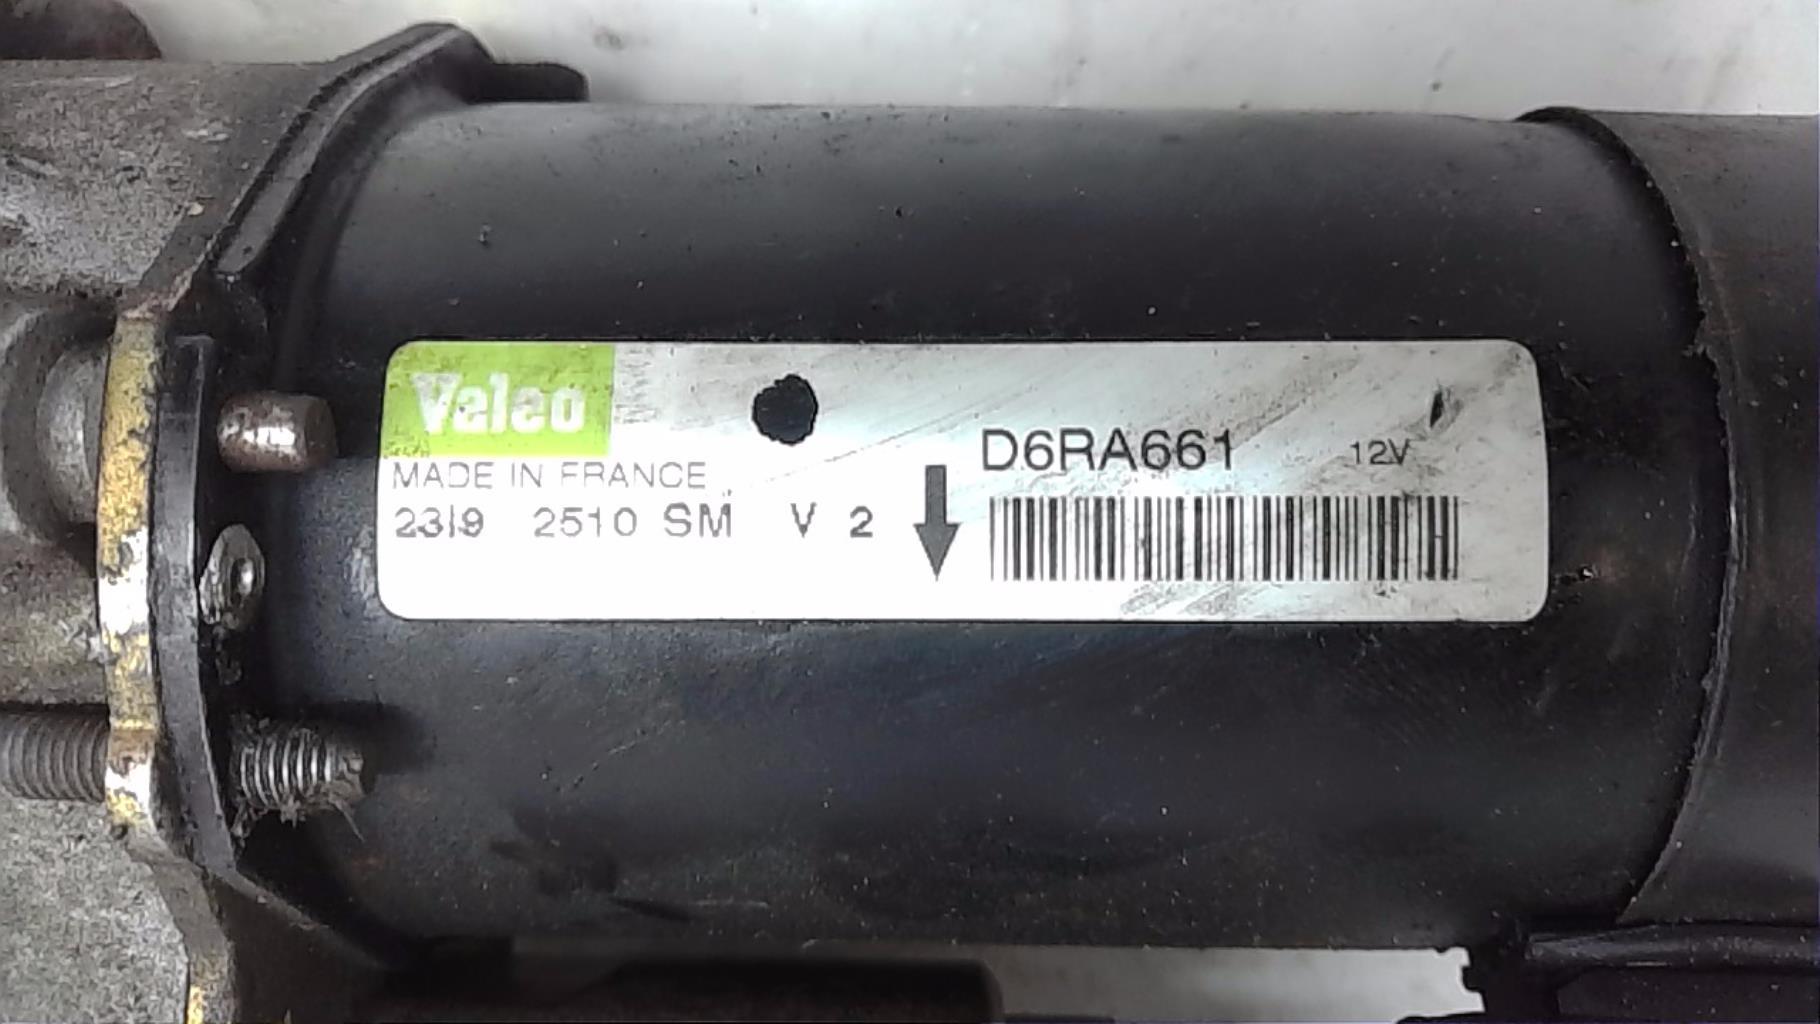 Valeo
MADE IN FRANCE
D6RA661 12V
2319 2510 SM V 2